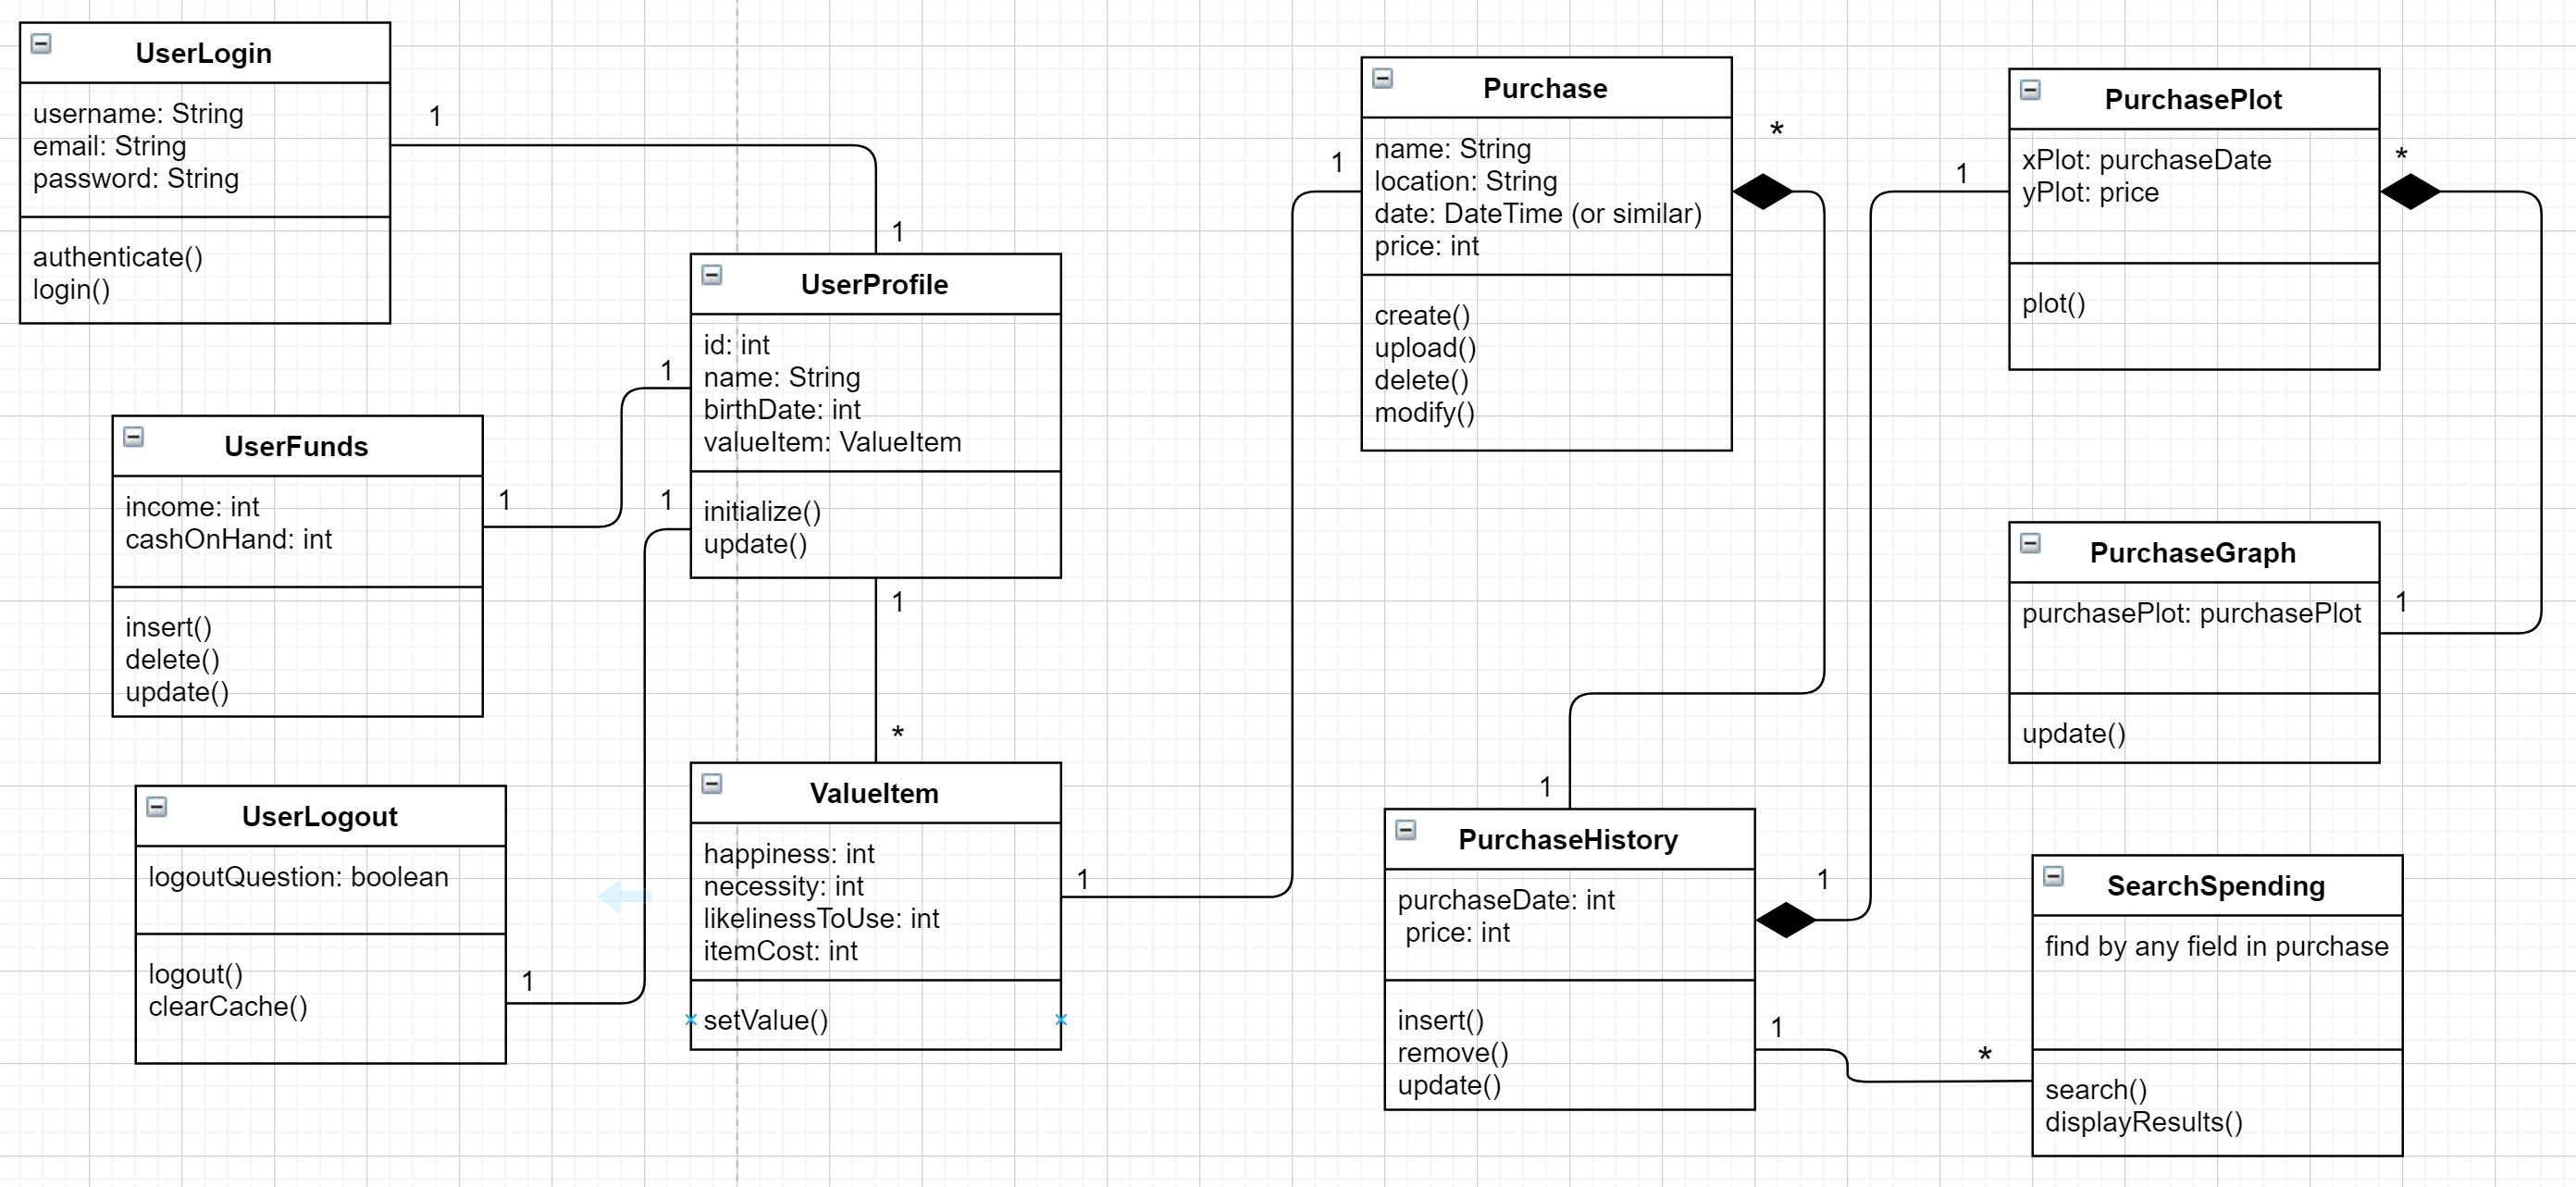 UserLogin
username: String
email: String
password: String
authenticate()
login()
1
1
UserProfile
id: int
name: String
birthDate: int
valueItem: ValueItem
initialize()
update()
1
1
1
UserFunds
income: int
cashOnHand: int
insert()
delete()
update()
1
UserLogout
logoutQuestion: boolean
logout()
clearCache()
1
*
ValueItem
happiness: int
necessity: int
likelinessToUse: int
itemCost: int
setValue()
1
1
Purchase
name: String
location: String
date: DateTime (or similar)
price: int
create()
upload()
delete()
modify()
*
1
PurchaseHistory
purchaseDate: int
price: int
insert()
remove()
update()
1
1
1
PurchasePlot
xPlot: purchaseDate
yPlot: price
plot()
*
PurchaseGraph
purchasePlot: purchasePlot
update()
1
*
SearchSpending
find by any field in purchase
search()
displayResults()